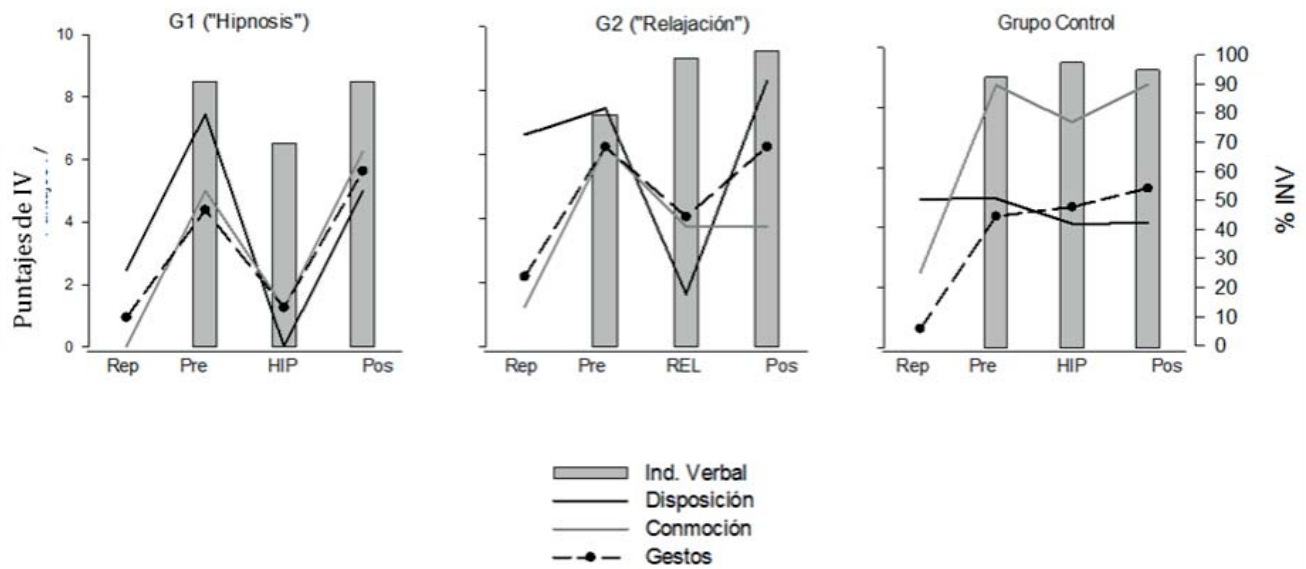 G1 ("Hipnosis")
G2 ("Relajación")
Grupo Control
Puntajes de IV /
10
8
6
4
2
0
Rep Pre HIP Pos
Rep Pre REL Pos
Rep Pre HIP Pos
100
90
80
70
60
50
40
30
20
10
0
% INV
Ind. Verbal
Disposición
Conmoción
Gestos